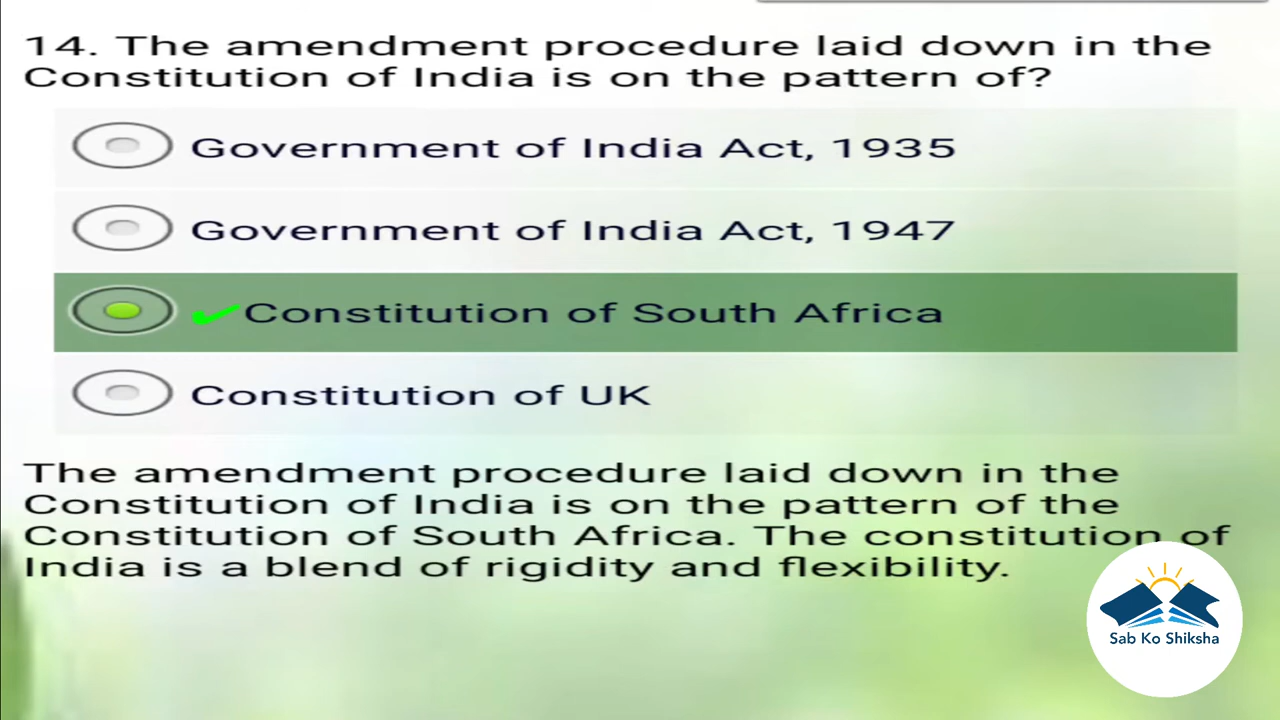 14. The amendment procedure laid down in the
Constitution of India is on the pattern of?
Government of India Act, 1935
Government of India Act, 1947
Constitution of South Africa
Constitution of UK
The amendment procedure laid down in the
Constitution of India is on the pattern of the
Constitution of South Africa. The constitution of
India is a blend of rigidity and flexibility.
Sab Ko Shiksha